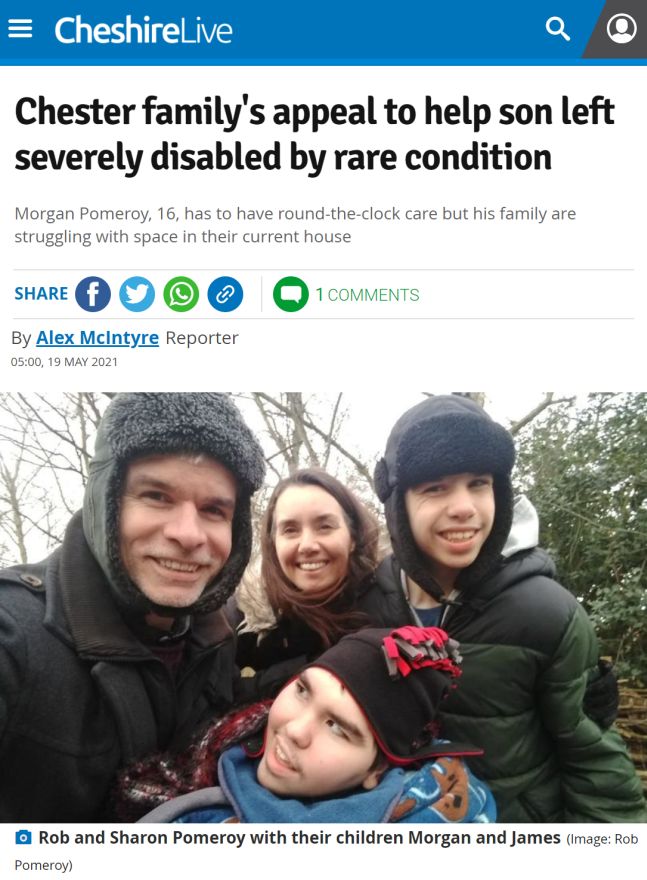 CheshireLive
Chester family's appeal to help son left
severely disabled by rare condition
Morgan Pomeroy, 16, has to have round-the-clock care but his family are
struggling with space in their current house
SHARE 1 COMMENTS
By Alex McIntyre Reporter
05:00, 19 MAY 2021
Rob and Sharon Pomeroy with their children Morgan and James (Image: Rob
Pomeroy)